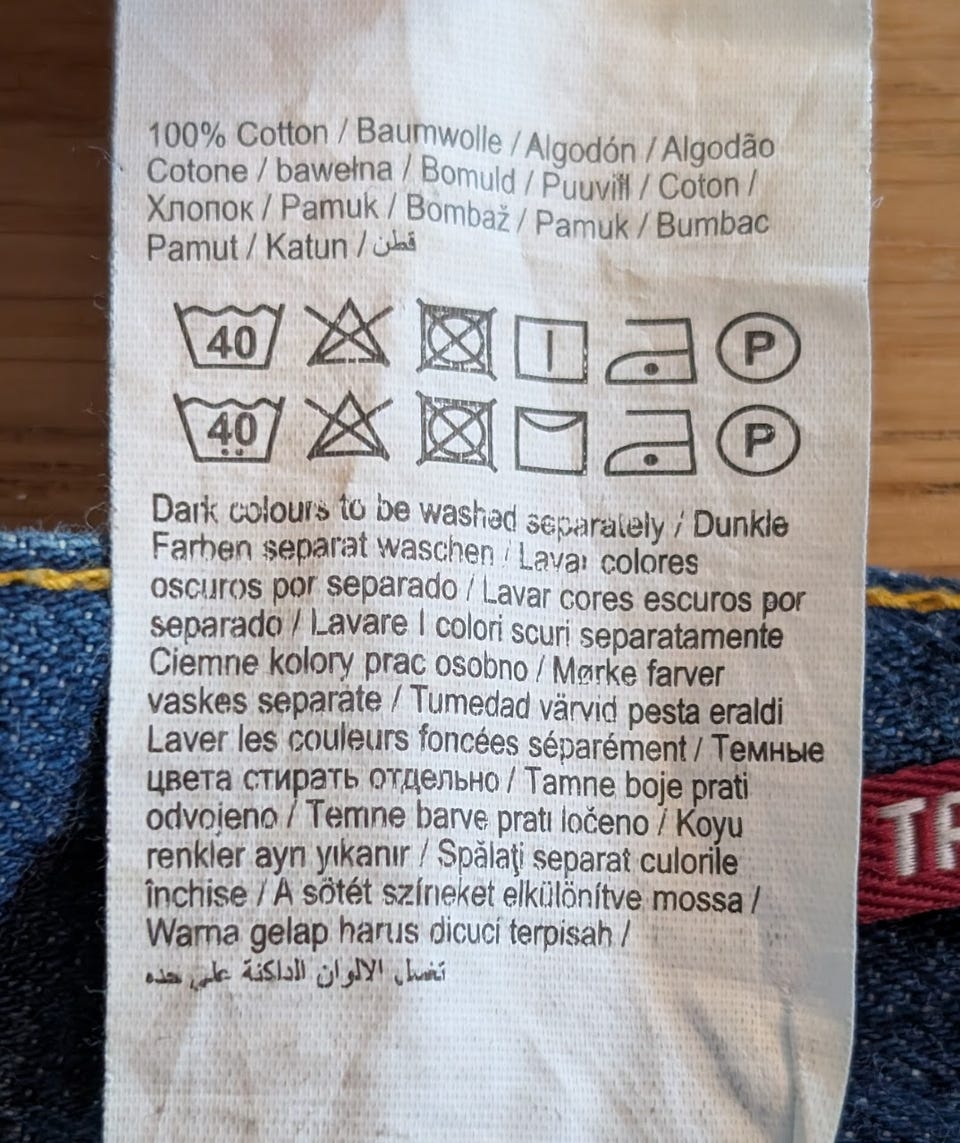 100% Cotton / Baumwolle / Algodón / Algodão
Cotone / bawełna / Bomuld / Puuvill / Coton /
Хлопок / Pamuk / Bombaž / Pamuk / Bumbac
Pamut / Katun / قطن
40 P
40 P
Dark colours to be washed separately / Dunkle
Farben separat waschen / Lavar colores
oscuros por separado / Lavar cores escuros por
separado / Lavare I colori scuri separatamente
Ciemne kolory prac osobno / Mørke farver
vaskes separate / Tumedad värvid pesta eraldi
Laver les couleurs foncées séparément / Темные
цвета стирать отдельно / Tamne boje prati
odvojeno / Temne barve prati ločeno / Koyu
renkler ayrı yıkanır / Spălaţi separat culorile
închise / A sötét színeket elkülönítve mossa /
Warna gelap harus dicuci terpisah /
تغسل الالوان الداكنة على حده